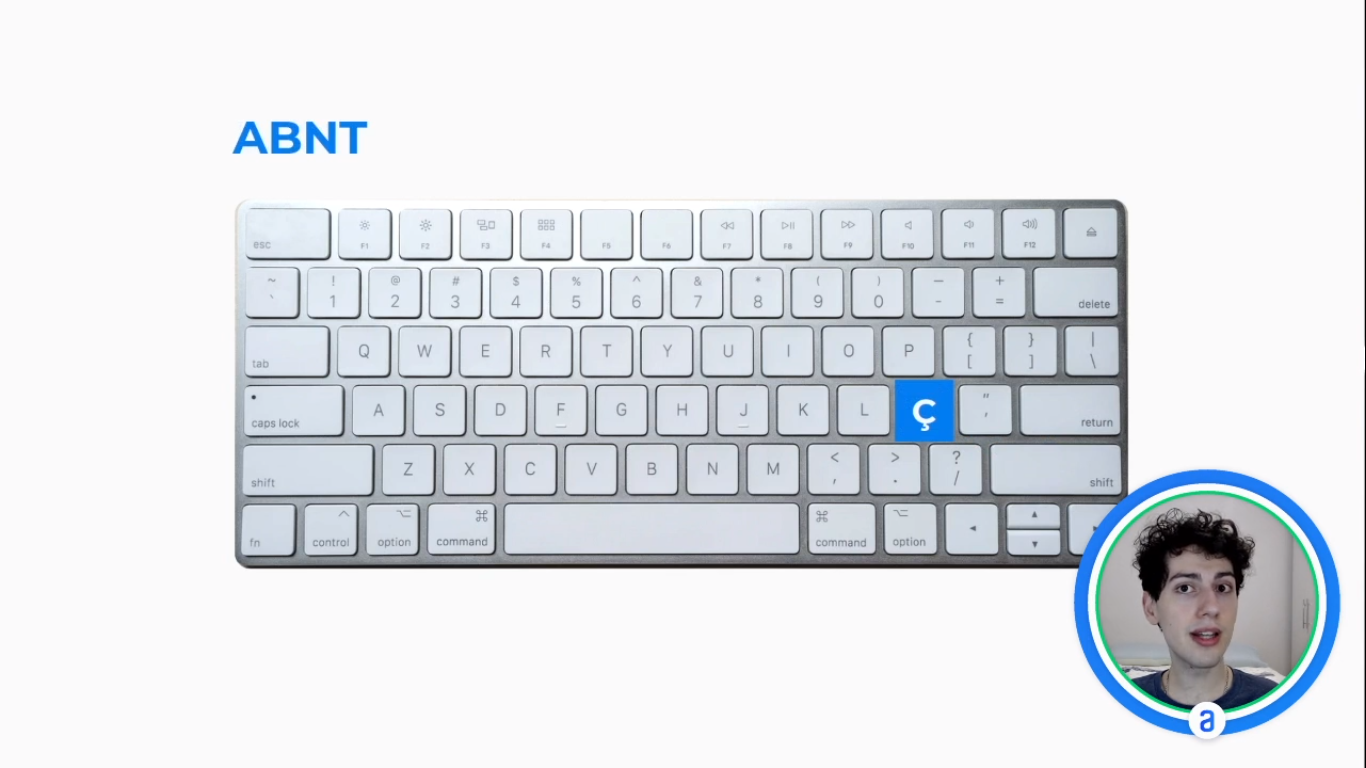 ABNT
esc F1 F2 F3 F4 F5 F6 F7 F8 F9 F10 F11 F12
~ ! @ # $ % ^ & * ( ) — +
` 1 2 3 4 5 6 7 8 9 0 - = delete
{ } |
tab Q W E R T Y U I O P [ ] \
caps lock A S D F G H J K L Ç " ' return
< > ?
shift Z X C V B N M , . / shift
fn control option command command option
a